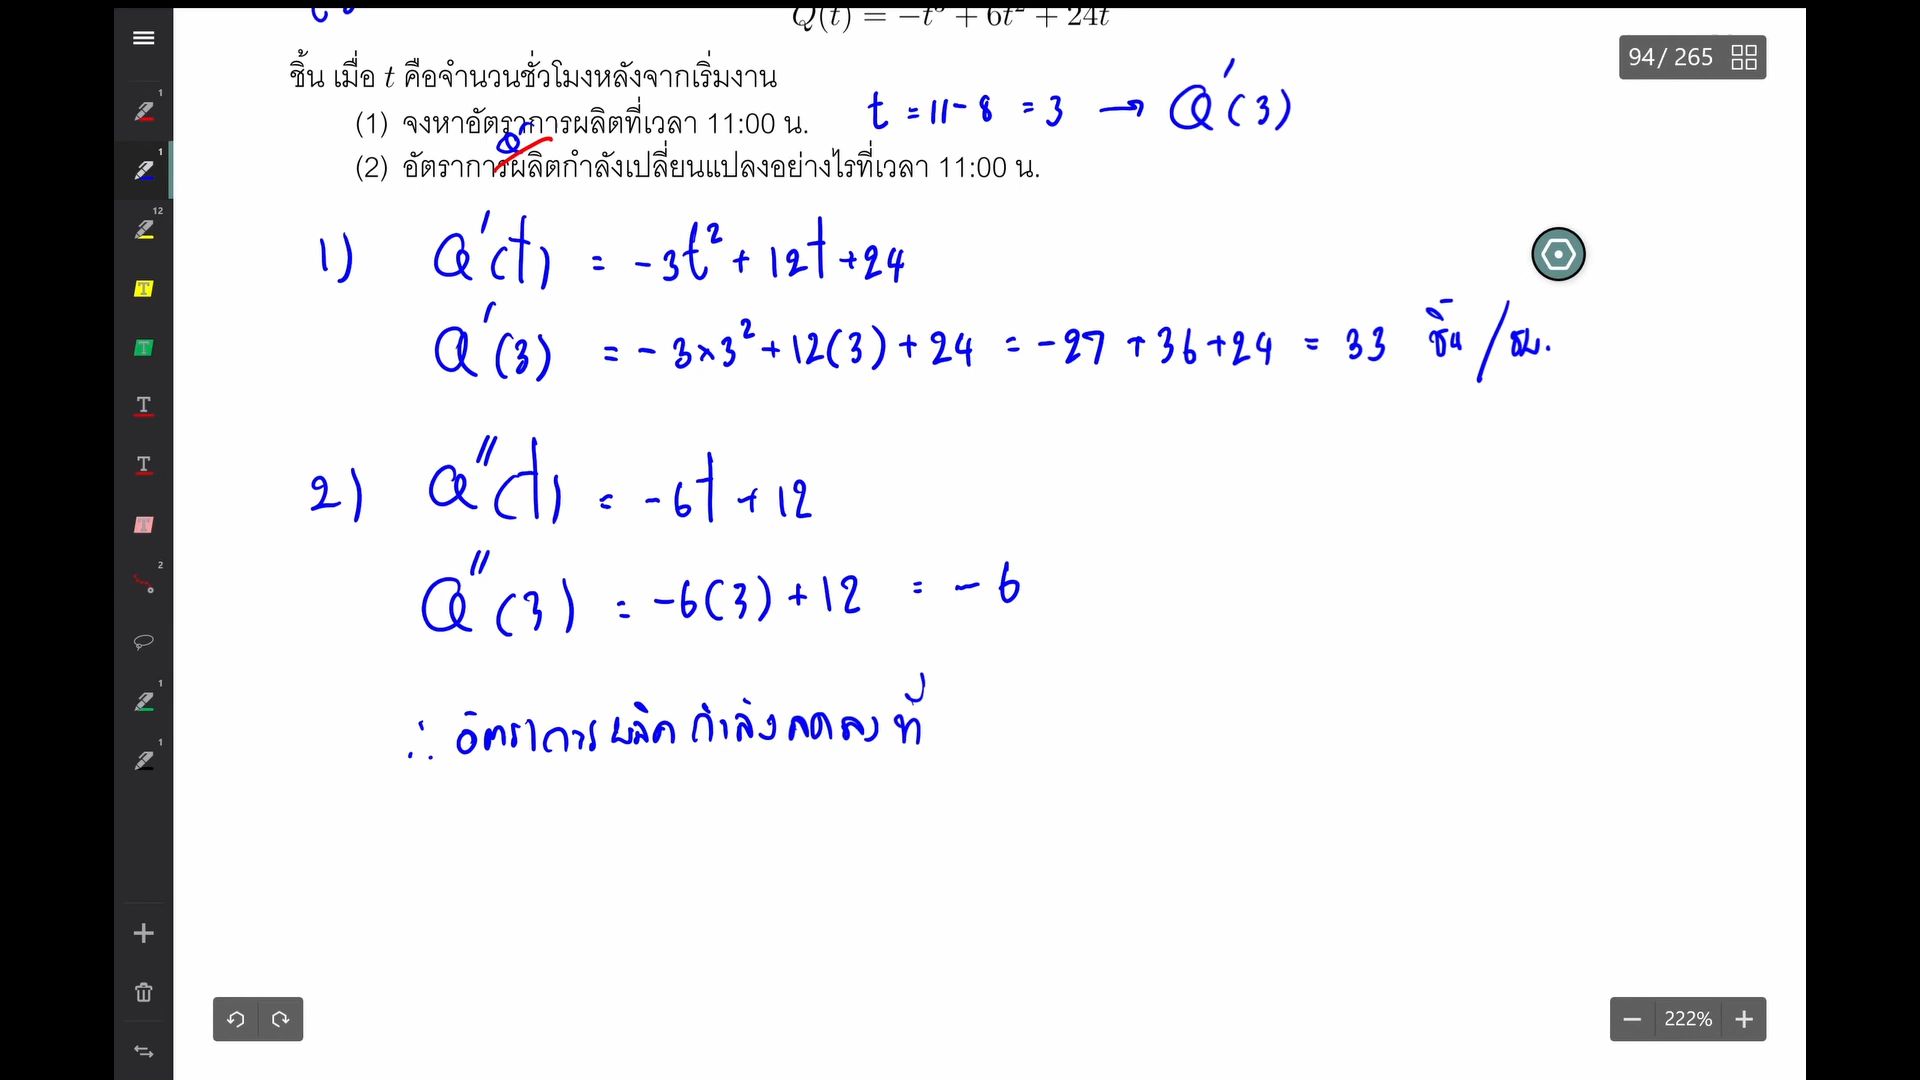 Q(t) = −t³ + 6t² + 24t
94 / 265
ชิ้น เมื่อ t คือจำนวนชั่วโมงหลังจากเริ่มงาน
t = 11 - 8 = 3 → Q'(3)
(1) จงหาอัตราการผลิตที่เวลา 11:00 น.
Q'
(2) อัตราการผลิตกำลังเปลี่ยนแปลงอย่างไรที่เวลา 11:00 น.
1) Q'(t) = -3t² + 12t + 24
Q'(3) = -3×3² + 12(3) + 24 = -27 + 36 + 24 = 33 ชิ้น / ชม.
2) Q''(t) = -6t + 12
Q''(3) = -6(3) + 12 = -6
∴ อัตราการผลิตกำลังลดลงที่
222%